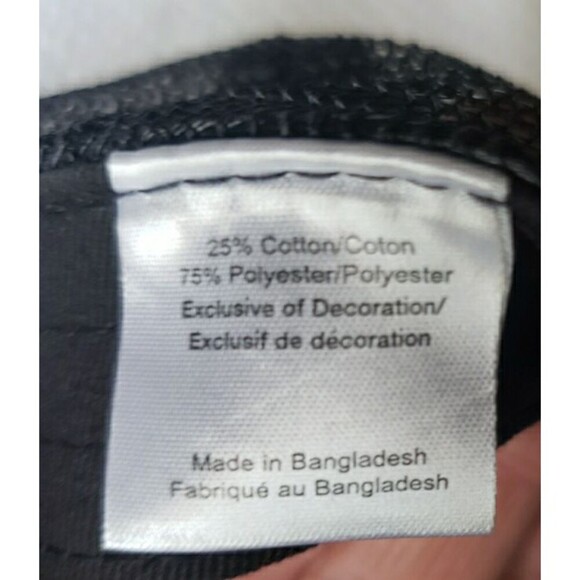 25% Cotton/Coton
75% Polyester/Polyester
Exclusive of Decoration/
Exclusif de décoration
Made in Bangladesh
Fabriqué au Bangladesh